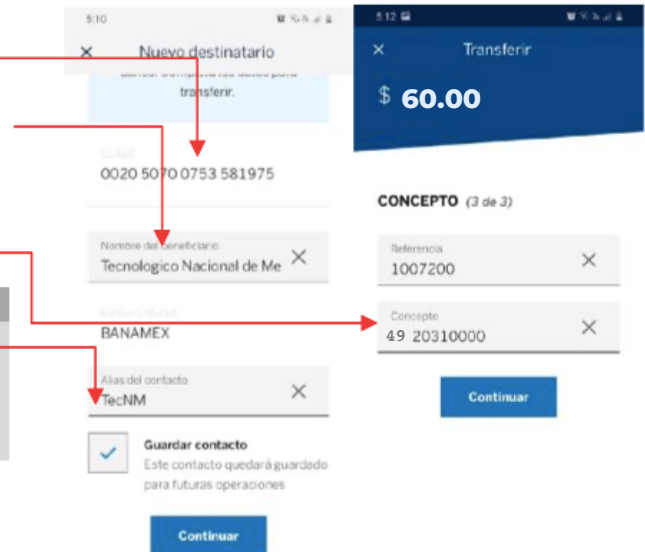 5:10
Nuevo destinatario
transferir.
CLABE
0020 5070 0753 581975
Nombre del beneficiario
Tecnologico Nacional de Me
BANAMEX
Alias del contacto
TecNM
Guardar contacto
Este contacto quedará guardado
para futuras operaciones
Continuar
5:12
Transferir
$ 60.00
CONCEPTO (3 de 3)
Referencia
1007200
Concepto
49 20310000
Continuar